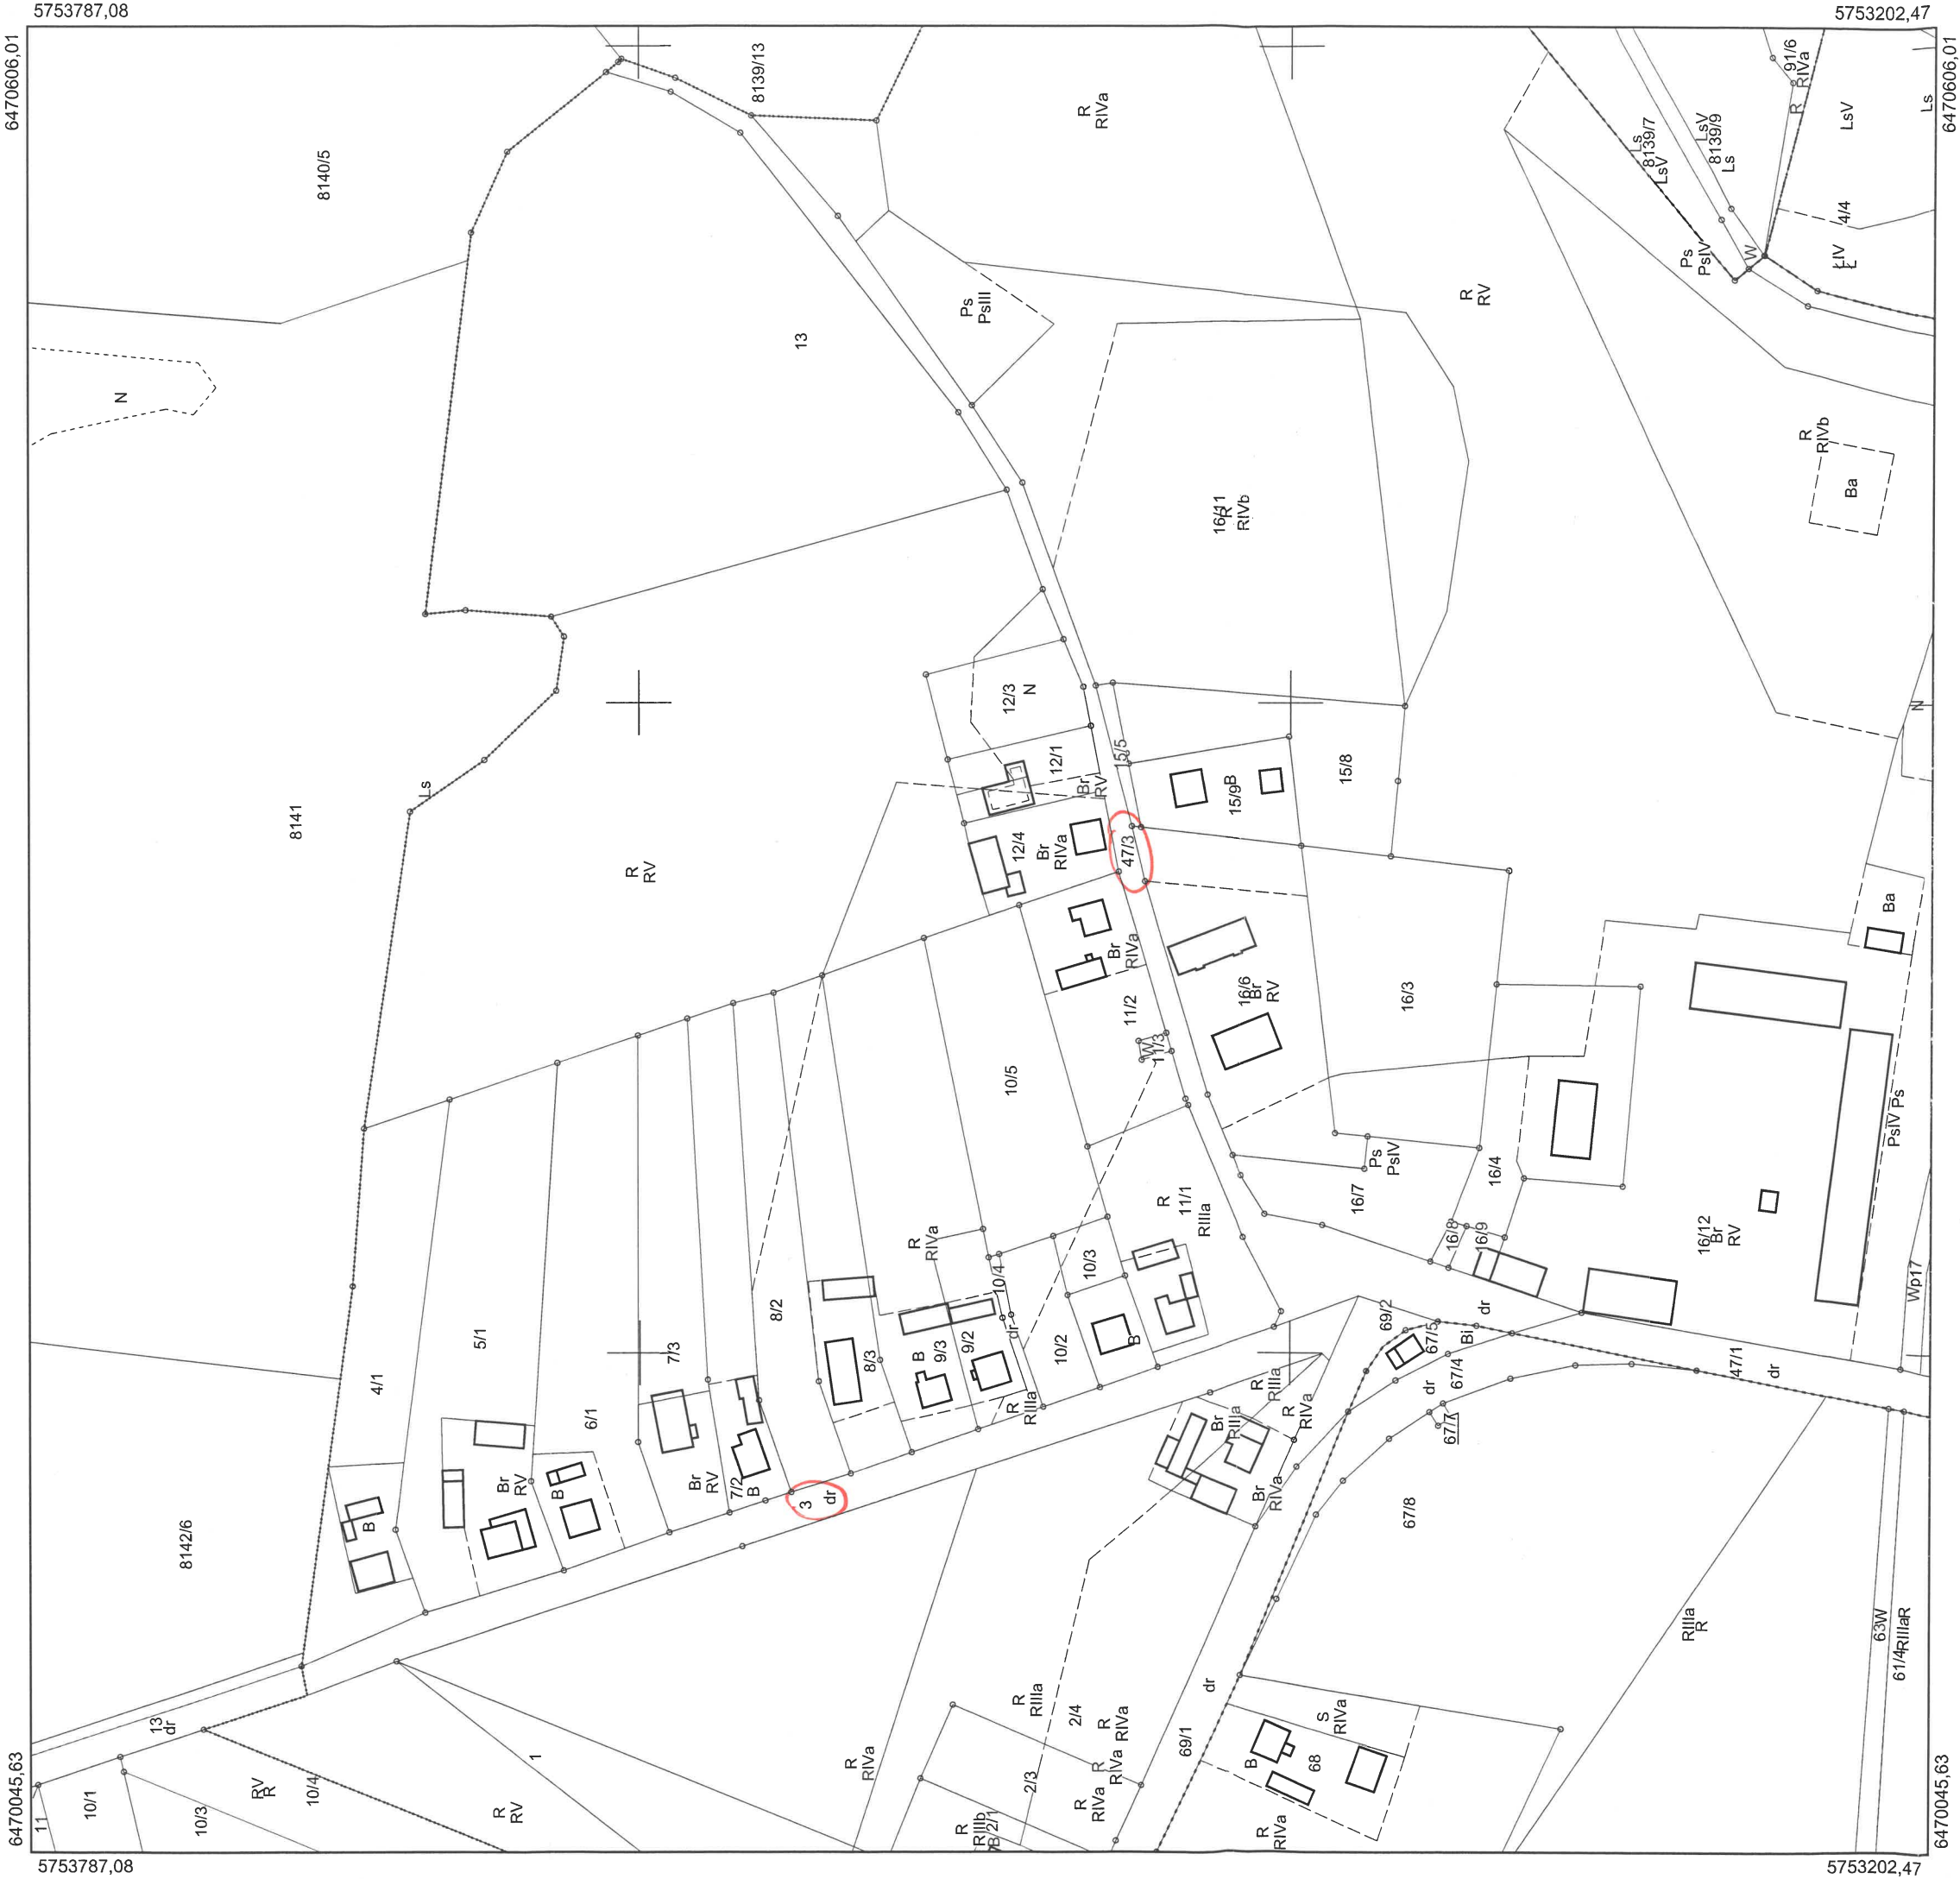 5753787,08
5753202,47
6470606,01
6470606,01
8139/13
91/6
R RIVa
8140/5
R
RIVa
Ls
8139/7
LsV
LsV
8139/9
Ls
LsV
Ls
4/4
Ps
PsIV
W
ŁIV
Ł
13
Ps
PsIII
R
RV
N
R
RIVb
Ba
16/11
R
RIVb
12/3
N
N
12/1
Br
RV
15/5
15/9
B
15/8
Ls
8141
R
RV
12/4
Br
RIVa
47/3
Ba
Br
RIVa
11/2
W
11/3
16/6
Br
RV
16/3
10/5
PsIV Ps
Ps
PsIV
16/4
R
11/1
RIIIa
16/7
16/8
16/9
16/12
Br
RV
R
RIVa
10/3
10/4
dr
8/2
Wp17
5/1
7/3
8/3
B
9/3
9/2
10/2
B
69/2
67/5
Bi
dr
4/1
R
RIIIa
R
RIIIa
67/4
dr
47/1
dr
6/1
Br
RIIIa
R
RIVa
67/7
Br
RV
B
Br
RV
7/2
B
3
dr
Br
RIVa
67/8
B
8142/6
RIIIa
R
63W
61/4RIIIaR
13
dr
R
RIIIa
2/4
R
RIVa
dr
S
RIVa
69/1
1
R
RIVa
R
RIVa
B
68
2/3
R
RIVa
11
10/1
10/3
RV
R
10/4
R
RV
R
RIIIb
B 2/1
R
RIVa
6470045,63
6470045,63
5753787,08
5753202,47